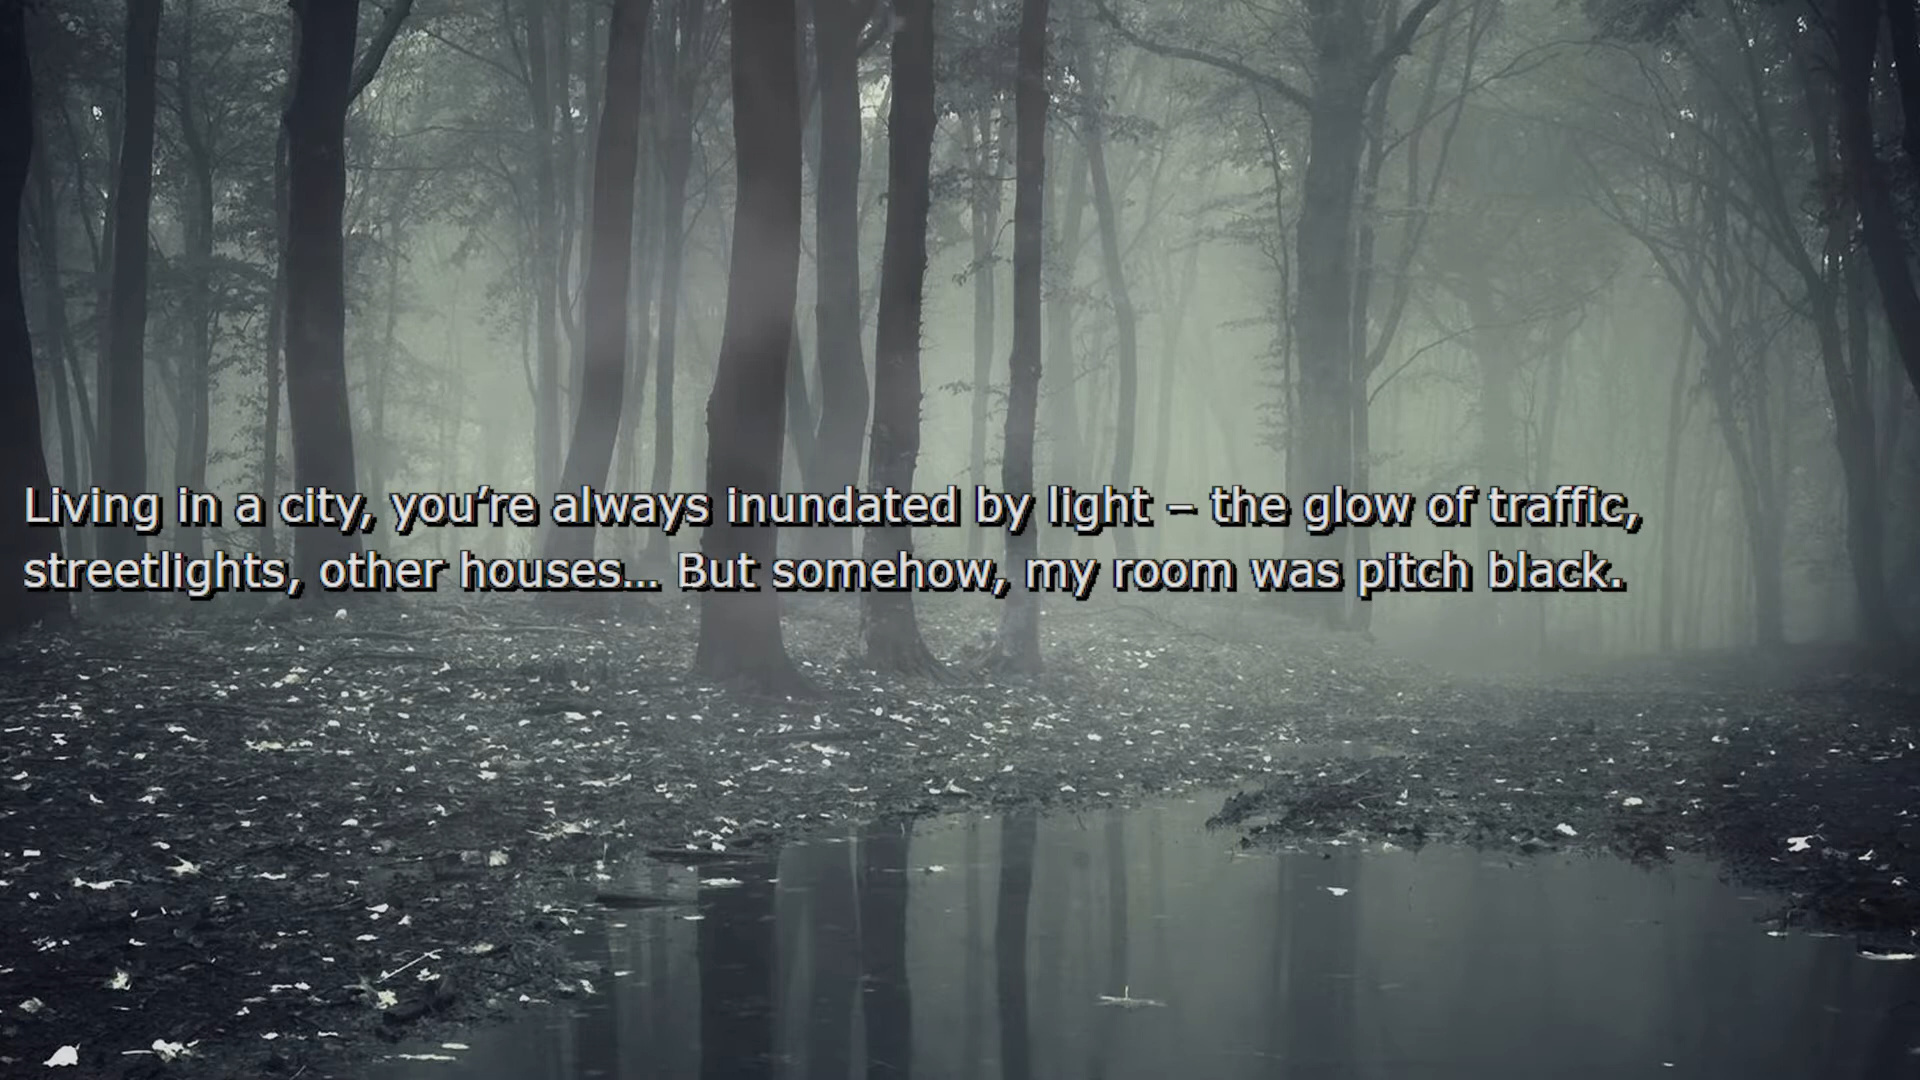 Living in a city, you’re always inundated by light – the glow of traffic,
streetlights, other houses... But somehow, my room was pitch black.